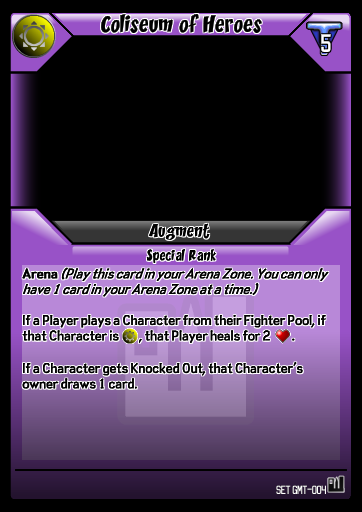 Coliseum of Heroes
5
Augment
Special Rank
Arena (Play this card in your Arena Zone. You can only
have 1 card in your Arena Zone at a time.)
If a Player plays a Character from their Fighter Pool, if
that Character is , that Player heals for 2 .
If a Character gets Knocked Out, that Character's
owner draws 1 card.
SET GMT-004